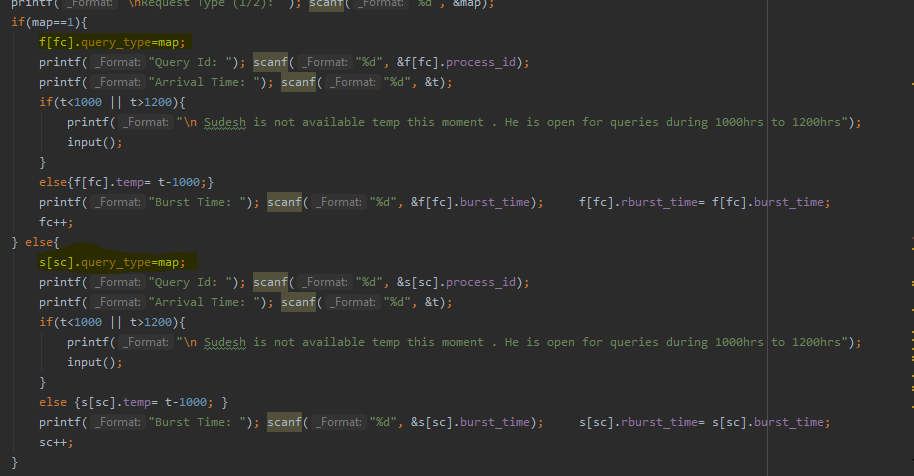 printf( _Format: "\nRequest Type (1/2): "); scanf( _Format: "%d", &map);
if(map==1){
f[fc].query_type=map;
printf( _Format: "Query Id: "); scanf( _Format: "%d", &f[fc].process_id);
printf( _Format: "Arrival Time: "); scanf( _Format: "%d", &t);
if(t<1000 || t>1200){
printf( _Format: "\n Sudesh is not available temp this moment . He is open for queries during 1000hrs to 1200hrs");
input();
}
else{f[fc].temp= t-1000;}
printf( _Format: "Burst Time: "); scanf( _Format: "%d", &f[fc].burst_time); f[fc].rburst_time= f[fc].burst_time;
fc++;
} else{
s[sc].query_type=map;
printf( _Format: "Query Id: "); scanf( _Format: "%d", &s[sc].process_id);
printf( _Format: "Arrival Time: "); scanf( _Format: "%d", &t);
if(t<1000 || t>1200){
printf( _Format: "\n Sudesh is not available temp this moment . He is open for queries during 1000hrs to 1200hrs");
input();
}
else {s[sc].temp= t-1000; }
printf( _Format: "Burst Time: "); scanf( _Format: "%d", &s[sc].burst_time); s[sc].rburst_time= s[sc].burst_time;
sc++;
}